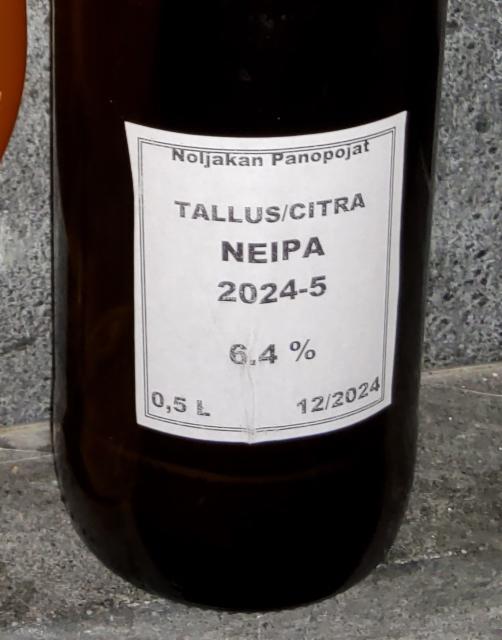 Noljakan Panopojat
TALLUS/CITRA
NEIPA
2024-5
6.4 %
0,5 L 12/2024